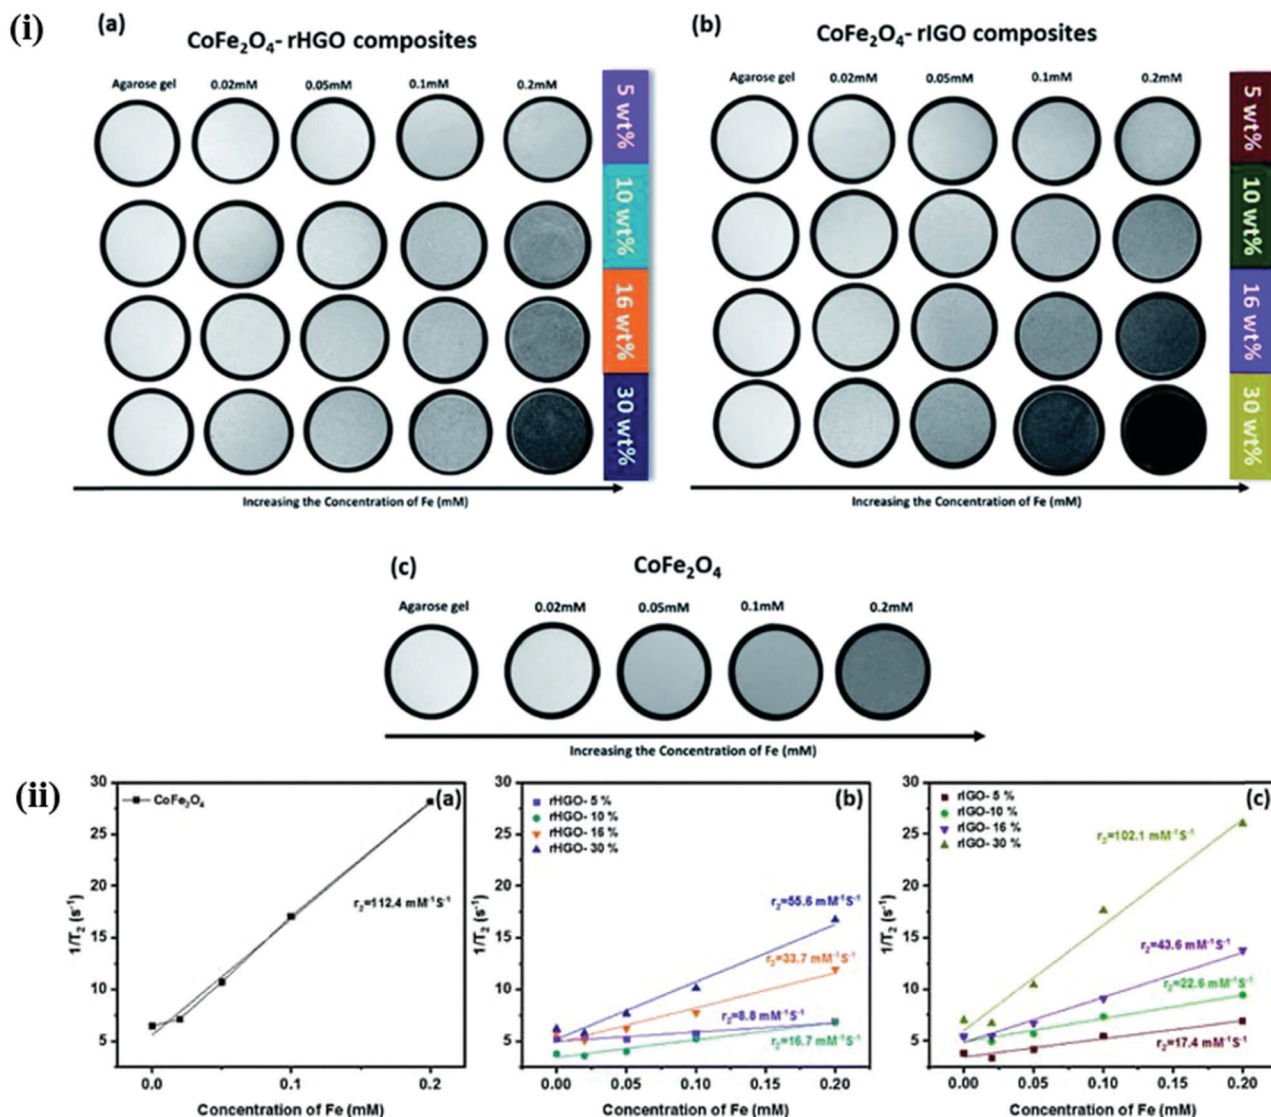 (i)
(a)
CoFe₂O₄- rHGO composites
Agarose gel 0.02mM 0.05mM 0.1mM 0.2mM
5 wt%
10 wt%
16 wt%
30 wt%
Increasing the Concentration of Fe (mM)
(b)
CoFe₂O₄- rIGO composites
Agarose gel 0.02mM 0.05mM 0.1mM 0.2mM
5 wt%
10 wt%
16 wt%
30 wt%
Increasing the Concentration of Fe (mM)
(c)
CoFe₂O₄
Agarose gel 0.02mM 0.05mM 0.1mM 0.2mM
Increasing the Concentration of Fe (mM)
(ii)
(a)
CoFe₂O₄
r₂=112.4 mM⁻¹S⁻¹
1/T₂ (s⁻¹)
30
25
20
15
10
5
0.0 0.1 0.2
Concentration of Fe (mM)
(b)
rHGO- 5 %
rHGO- 10 %
rHGO- 16 %
rHGO- 30 %
r₂=55.6 mM⁻¹S⁻¹
r₂=33.7 mM⁻¹S⁻¹
r₂=8.8 mM⁻¹S⁻¹
r₂=16.7 mM⁻¹S⁻¹
1/T₂ (s⁻¹)
30
25
20
15
10
5
0.00 0.05 0.10 0.15 0.20
Concentration of Fe (mM)
(c)
rIGO- 5 %
rIGO-10 %
rIGO- 16 %
rIGO- 30 %
r₂=102.1 mM⁻¹S⁻¹
r₂=43.6 mM⁻¹S⁻¹
r₂=22.6 mM⁻¹S⁻¹
r₂=17.4 mM⁻¹S⁻¹
1/T₂ (s⁻¹)
30
25
20
15
10
5
0.00 0.05 0.10 0.15 0.20
Concentration of Fe (mM)